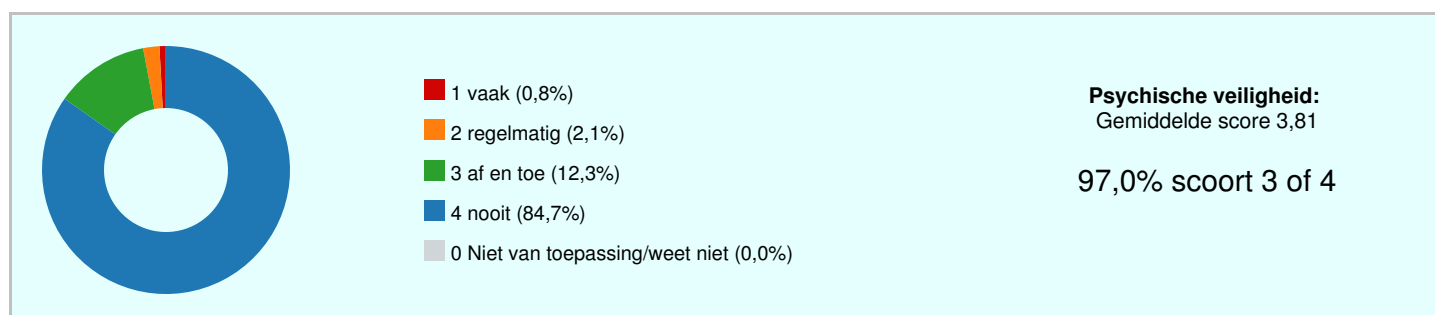 1 vaak (0,8%)
2 regelmatig (2,1%)
3 af en toe (12,3%)
4 nooit (84,7%)
0 Niet van toepassing/weet niet (0,0%)
Psychische veiligheid:
Gemiddelde score 3,81
97,0% scoort 3 of 4